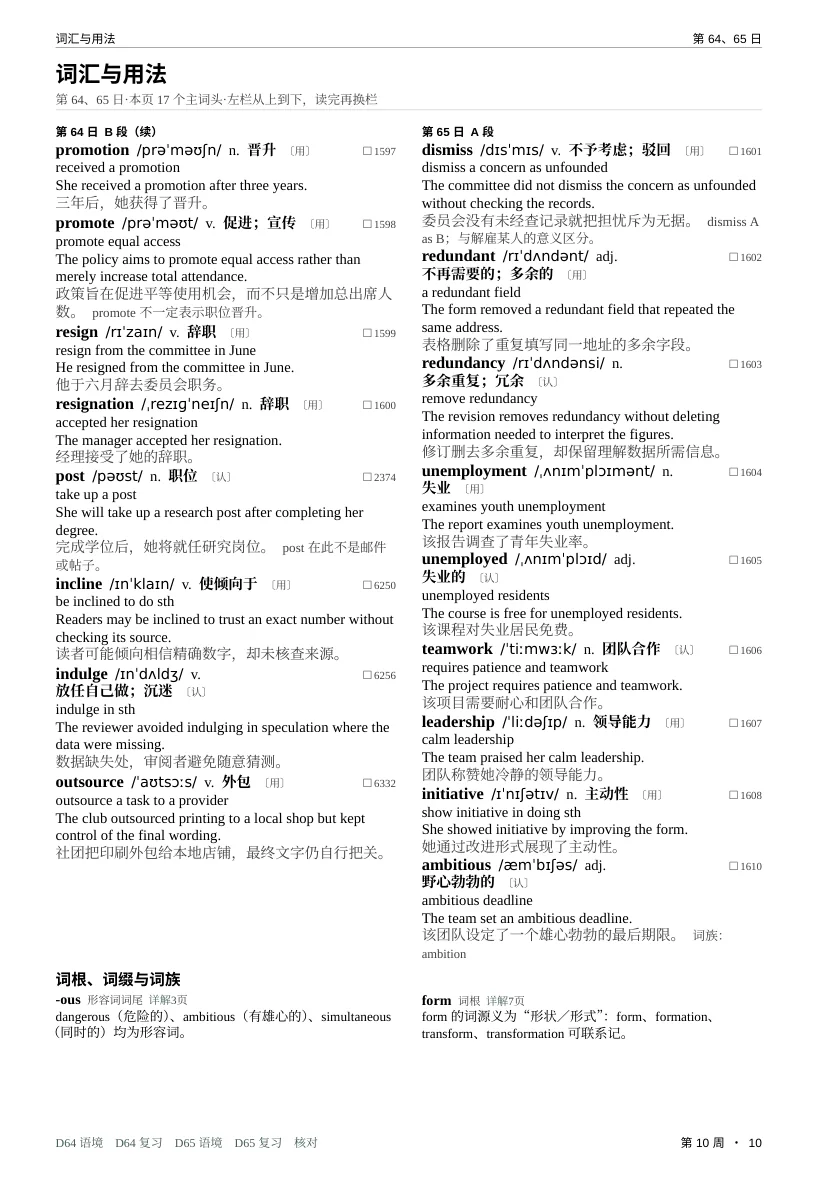 词汇与用法
第 64、65 日
词汇与用法
第 64、65 日·本页 17 个主词头·左栏从上到下，读完再换栏
第 64 日 B 段（续）
promotion /prəˈməʊʃn/ n. 晋升 〔用〕 □1597
received a promotion
She received a promotion after three years.
三年后，她获得了晋升。
promote /prəˈməʊt/ v. 促进；宣传 〔用〕 □1598
promote equal access
The policy aims to promote equal access rather than
merely increase total attendance.
政策旨在促进平等使用机会，而不只是增加总出席人
数。 promote 不一定表示职位晋升。
resign /rɪˈzaɪn/ v. 辞职 〔用〕 □1599
resign from the committee in June
He resigned from the committee in June.
他于六月辞去委员会职务。
resignation /ˌrezɪɡˈneɪʃn/ n. 辞职 〔用〕 □1600
accepted her resignation
The manager accepted her resignation.
经理接受了她的辞职。
post /pəʊst/ n. 职位 〔认〕 □2374
take up a post
She will take up a research post after completing her
degree.
完成学位后，她将就任研究岗位。 post 在此不是邮件
或帖子。
incline /ɪnˈklaɪn/ v. 使倾向于 〔用〕 □6250
be inclined to do sth
Readers may be inclined to trust an exact number without
checking its source.
读者可能倾向相信精确数字，却未核查来源。
indulge /ɪnˈdʌldʒ/ v. □6256
放任自己做；沉迷 〔认〕
indulge in sth
The reviewer avoided indulging in speculation where the
data were missing.
数据缺失处，审阅者避免随意猜测。
outsource /ˈaʊtsɔːs/ v. 外包 〔用〕 □6332
outsource a task to a provider
The club outsourced printing to a local shop but kept
control of the final wording.
社团把印刷外包给本地店铺，最终文字仍自行把关。
第 65 日 A 段
dismiss /dɪsˈmɪs/ v. 不予考虑；驳回 〔用〕 □1601
dismiss a concern as unfounded
The committee did not dismiss the concern as unfounded
without checking the records.
委员会没有未经查记录就把担忧斥为无据。 dismiss A
as B；与解雇某人的意义区分。
redundant /rɪˈdʌndənt/ adj. □1602
不再需要的；多余的 〔用〕
a redundant field
The form removed a redundant field that repeated the
same address.
表格删除了重复填写同一地址的多余字段。
redundancy /rɪˈdʌndənsi/ n. □1603
多余重复；冗余 〔认〕
remove redundancy
The revision removes redundancy without deleting
information needed to interpret the figures.
修订删去多余重复，却保留理解数据所需信息。
unemployment /ˌʌnɪmˈplɔɪmənt/ n. □1604
失业 〔用〕
examines youth unemployment
The report examines youth unemployment.
该报告调查了青年失业率。
unemployed /ˌʌnɪmˈplɔɪd/ adj. □1605
失业的 〔认〕
unemployed residents
The course is free for unemployed residents.
该课程对失业居民免费。
teamwork /ˈtiːmwɜːk/ n. 团队合作 〔认〕 □1606
requires patience and teamwork
The project requires patience and teamwork.
该项目需要耐心和团队合作。
leadership /ˈliːdəʃɪp/ n. 领导能力 〔用〕 □1607
calm leadership
The team praised her calm leadership.
团队称赞她冷静的领导能力。
initiative /ɪˈnɪʃətɪv/ n. 主动性 〔用〕 □1608
show initiative in doing sth
She showed initiative by improving the form.
她通过改进形式展现了主动性。
ambitious /æmˈbɪʃəs/ adj. □1610
野心勃勃的 〔认〕
ambitious deadline
The team set an ambitious deadline.
该团队设定了一个雄心勃勃的最后期限。 词族：
ambition
词根、词缀与词族
-ous 形容词词尾 详解3页
dangerous（危险的）、ambitious（有雄心的）、simultaneous
（同时的）均为形容词。
form 词根 详解7页
form 的词源义为“形状／形式”：form、formation、
transform、transformation 可联系记。
D64 语境 D64 复习 D65 语境 D65 复习 核对
第 10 周 · 10